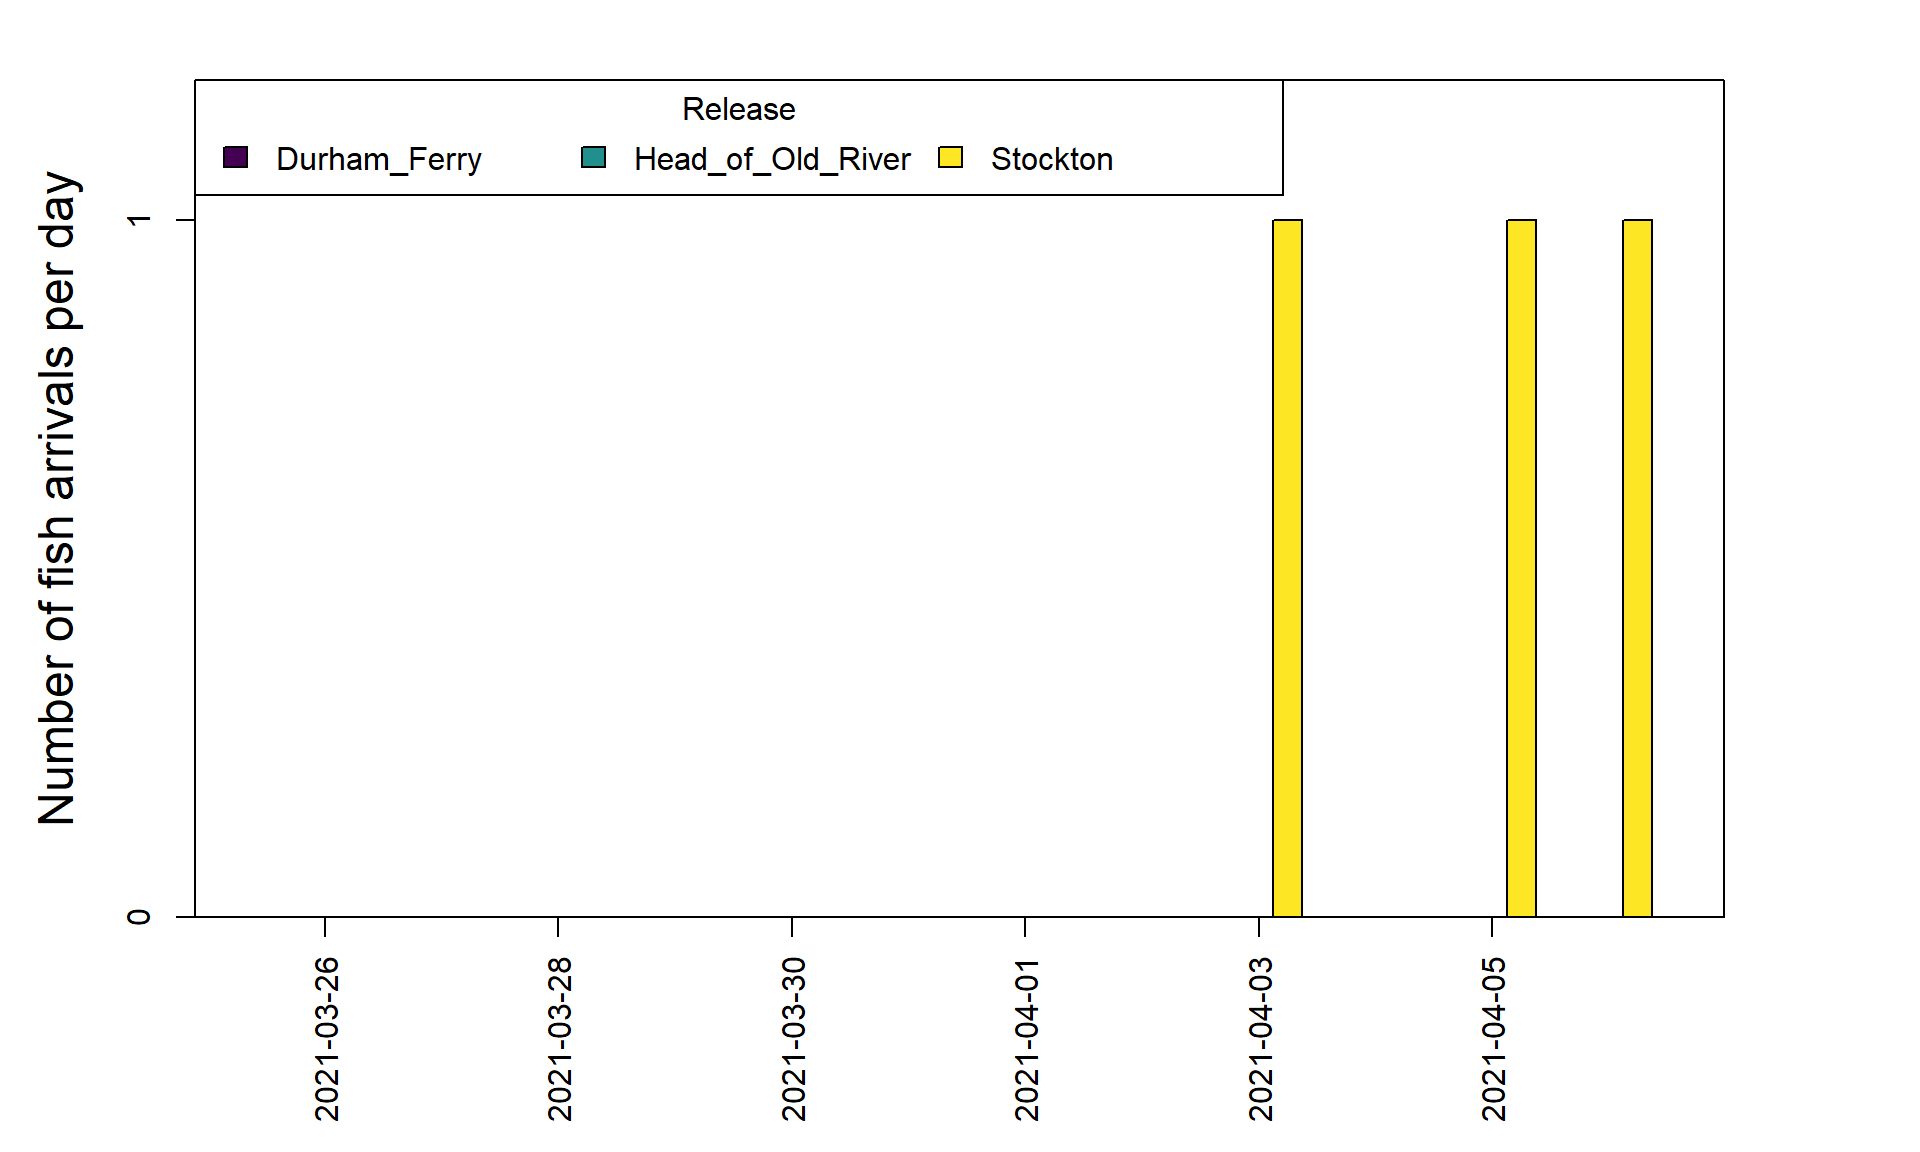 Release
Durham_Ferry Head_of_Old_River Stockton
Number of fish arrivals per day
1
0
2021-03-26
2021-03-28
2021-03-30
2021-04-01
2021-04-03
2021-04-05